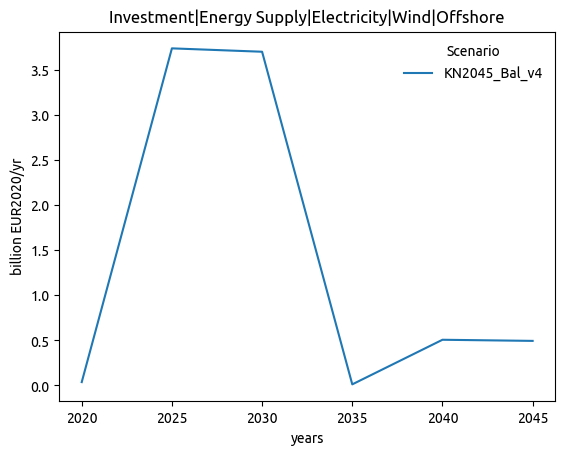 Investment|Energy Supply|Electricity|Wind|Offshore
Scenario
KN2045_Bal_v4
billion EUR2020/yr
3.5
3.0
2.5
2.0
1.5
1.0
0.5
0.0
2020 2025 2030 2035 2040 2045
years